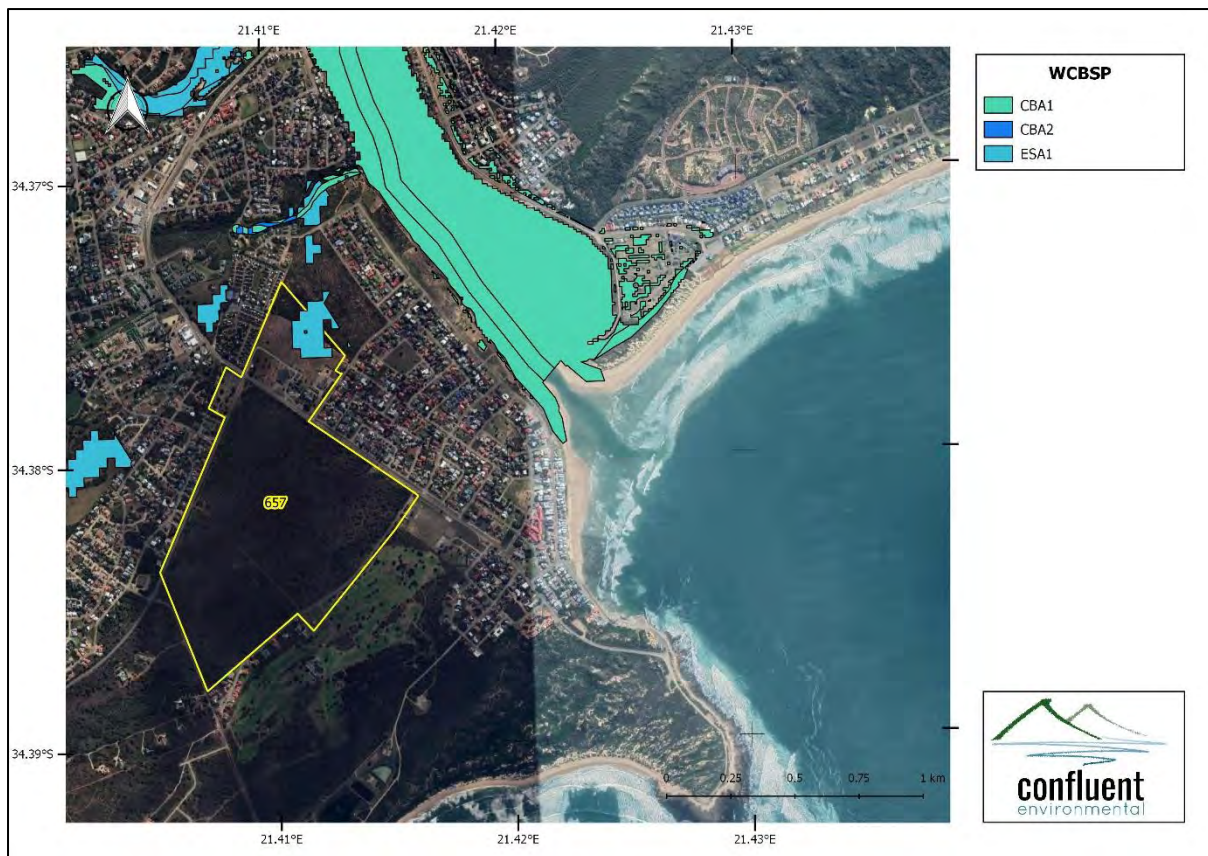 21.41°E 21.42°E 21.43°E
WCBSP
CBA1
CBA2
ESA1
34.37°S
34.38°S
657
34.39°S
0 0.25 0.5 0.75 1 km
21.41°E 21.42°E 21.43°E
confluent
environmental